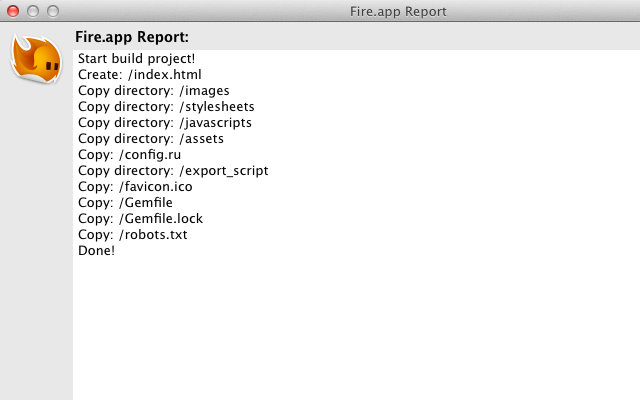 Fire.app Report
Fire.app Report:
Start build project!
Create: /index.html
Copy directory: /images
Copy directory: /stylesheets
Copy directory: /javascripts
Copy directory: /assets
Copy: /config.ru
Copy directory: /export_script
Copy: /favicon.ico
Copy: /Gemfile
Copy: /Gemfile.lock
Copy: /robots.txt
Done!